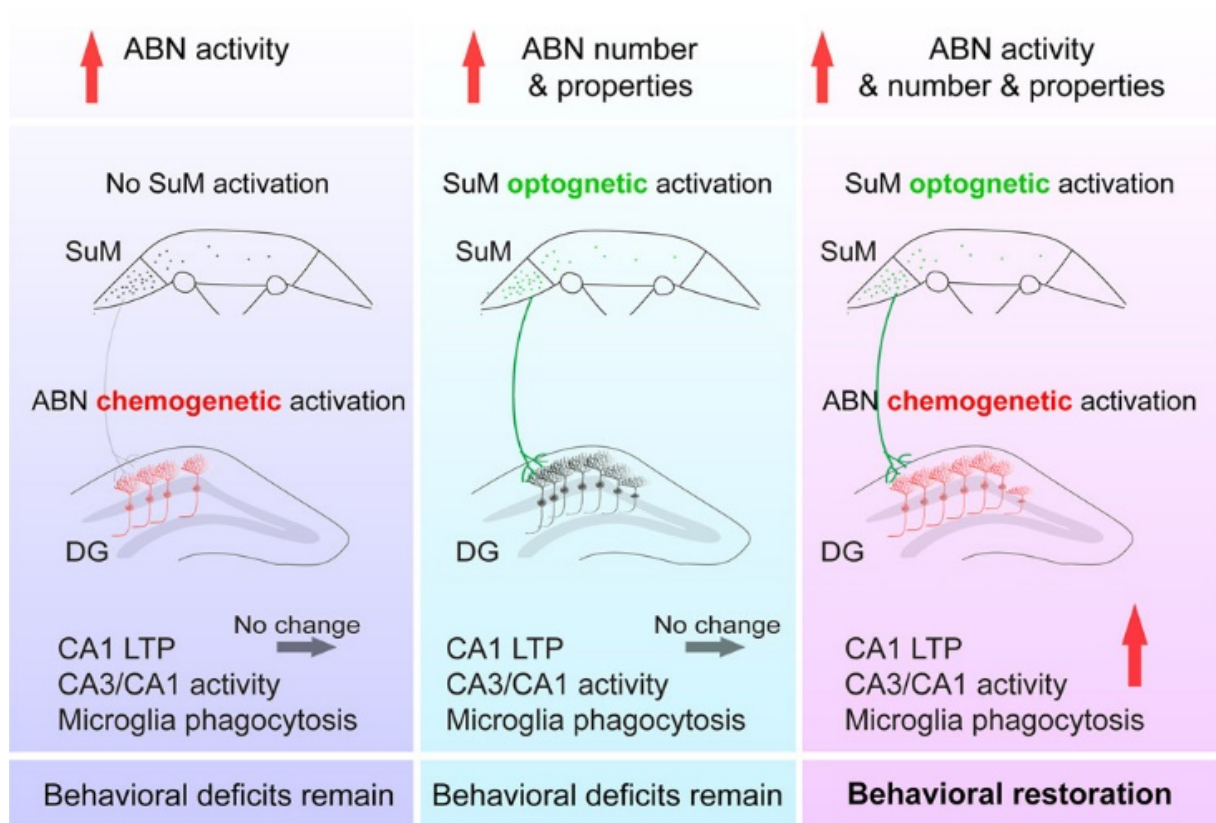 ABN activity
No SuM activation
SuM
ABN chemogenetic activation
DG
No change
CA1 LTP
CA3/CA1 activity
Microglia phagocytosis
Behavioral deficits remain
ABN number
& properties
SuM optognetic activation
SuM
DG
No change
CA1 LTP
CA3/CA1 activity
Microglia phagocytosis
Behavioral deficits remain
ABN activity
& number & properties
SuM optognetic activation
SuM
ABN chemogenetic activation
DG
CA1 LTP
CA3/CA1 activity
Microglia phagocytosis
Behavioral restoration